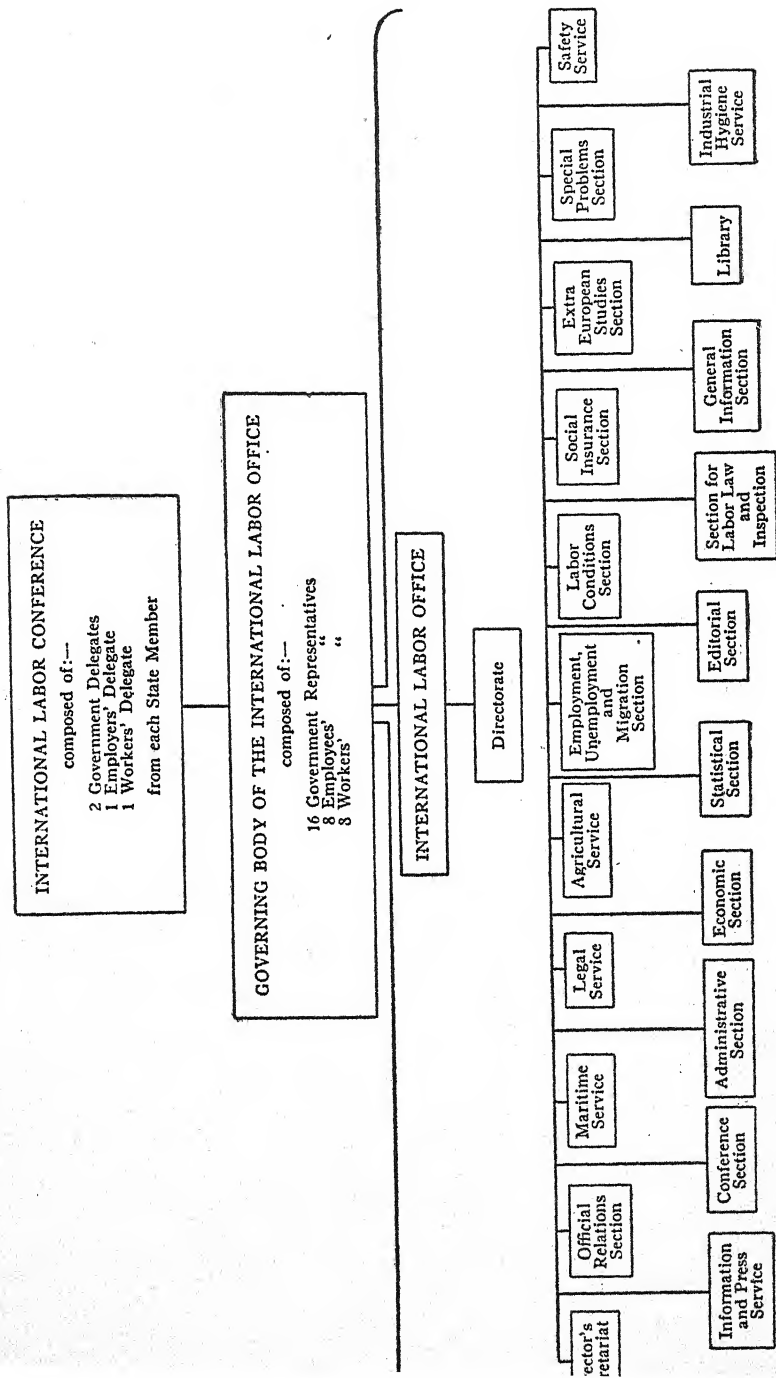 INTERNATIONAL LABOR CONFERENCE
composed of:—
2 Government Delegates
1 Employers' Delegate
1 Workers' Delegate
from each State Member
GOVERNING BODY OF THE INTERNATIONAL LABOR OFFICE
composed of:—
16 Government Representatives
8 Employees' "
8 Workers' "
INTERNATIONAL LABOR OFFICE
Directorate
ector's
retariat
Official
Relations
Section
Maritime
Service
Legal
Service
Agricultural
Service
Employment,
Unemployment
and
Migration
Section
Labor
Conditions
Section
Social
Insurance
Section
Extra
European
Studies
Section
Special
Problems
Section
Safety
Service
Information
and Press
Service
Conference
Section
Administrative
Section
Economic
Section
Statistical
Section
Editorial
Section
Section for
Labor Law
and
Inspection
General
Information
Section
Library
Industrial
Hygiene
Service